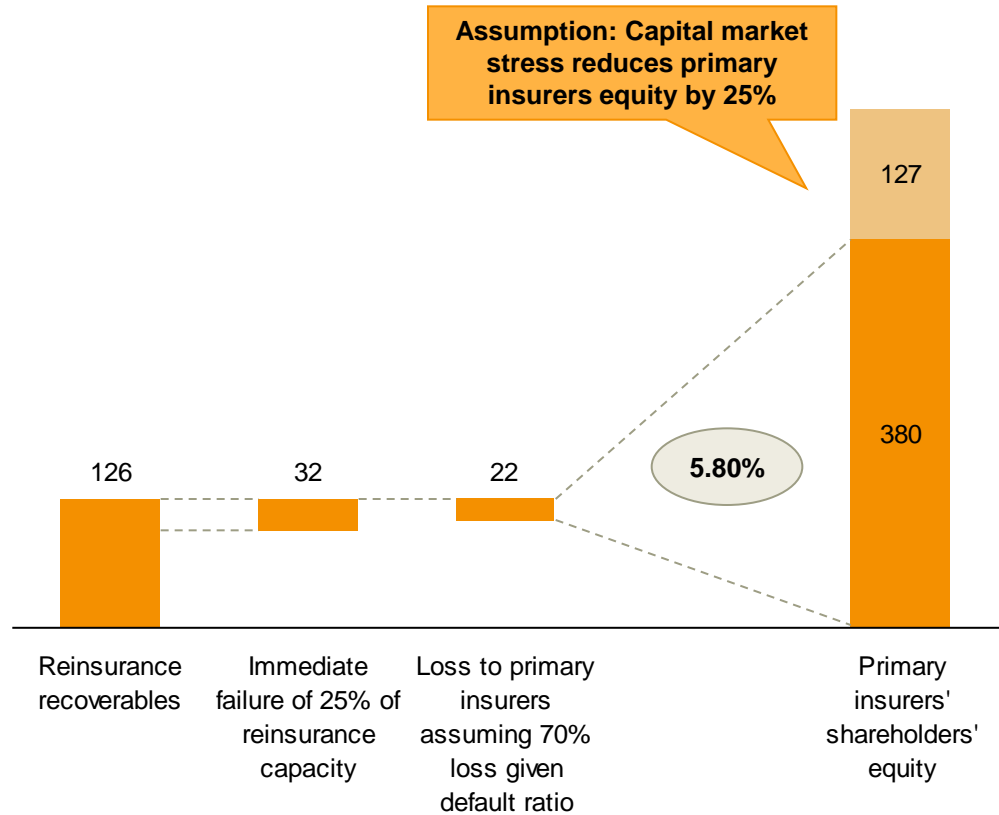 Assumption: Capital market
stress reduces primary
insurers equity by 25%
127
380
5.80%
126
32
22
Reinsurance
recoverables
Immediate
failure of 25% of
reinsurance
capacity
Loss to primary
insurers
assuming 70%
loss given
default ratio
Primary
insurers'
shareholders'
equity